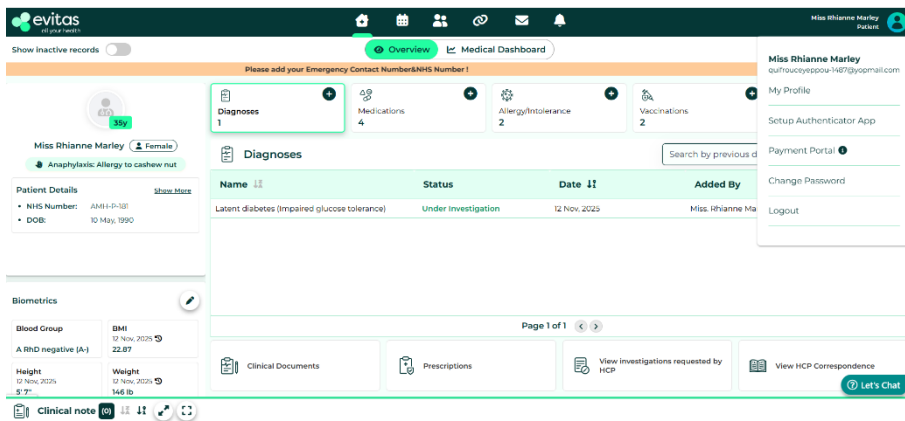 evitas
all your health
Miss Rhianne Marley
Patient
Show inactive records
Overview
Medical Dashboard
Please add your Emergency Contact Number&NHS Number !
Miss Rhianne Marley
quifrouceyeppou-1487@yopmail.com
My Profile
Setup Authenticator App
Payment Portal
Change Password
Logout
35y
Miss Rhianne Marley
Female
Anaphylaxis: Allergy to cashew nut
Patient Details
Show More
• NHS Number: AMH-P-181
• DOB: 10 May, 1990
Diagnoses
1
Medications
4
Allergy/Intolerance
2
Vaccinations
2
Diagnoses
Search by previous d
Name Status Date Added By
Latent diabetes (Impaired glucose tolerance) Under Investigation 12 Nov, 2025 Miss. Rhianne Ma
Page 1 of 1
Biometrics
Blood Group
A RhD negative (A-)
BMI
12 Nov, 2025
22.87
Height
12 Nov, 2025
5' 7"
Weight
12 Nov, 2025
146 lb
Clinical Documents
Prescriptions
View investigations requested by
HCP
View HCP Correspondence
Let's Chat
Clinical note (0)